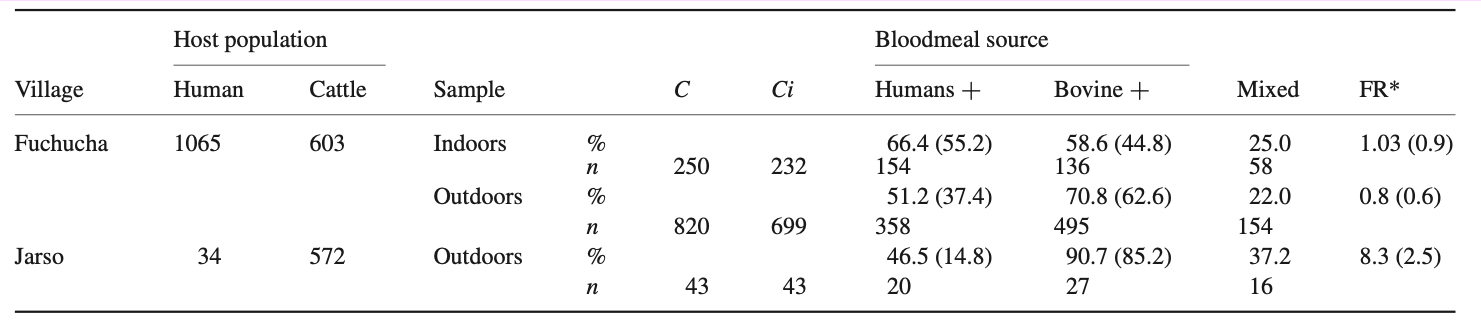 Host population Bloodmeal source
Village Human Cattle Sample C Ci Humans + Bovine + Mixed FR*
Fuchucha 1065 603 Indoors % 66.4 (55.2) 58.6 (44.8) 25.0 1.03 (0.9)
n 250 232 154 136 58
Outdoors % 51.2 (37.4) 70.8 (62.6) 22.0 0.8 (0.6)
n 820 699 358 495 154
Jarso 34 572 Outdoors % 46.5 (14.8) 90.7 (85.2) 37.2 8.3 (2.5)
n 43 43 20 27 16